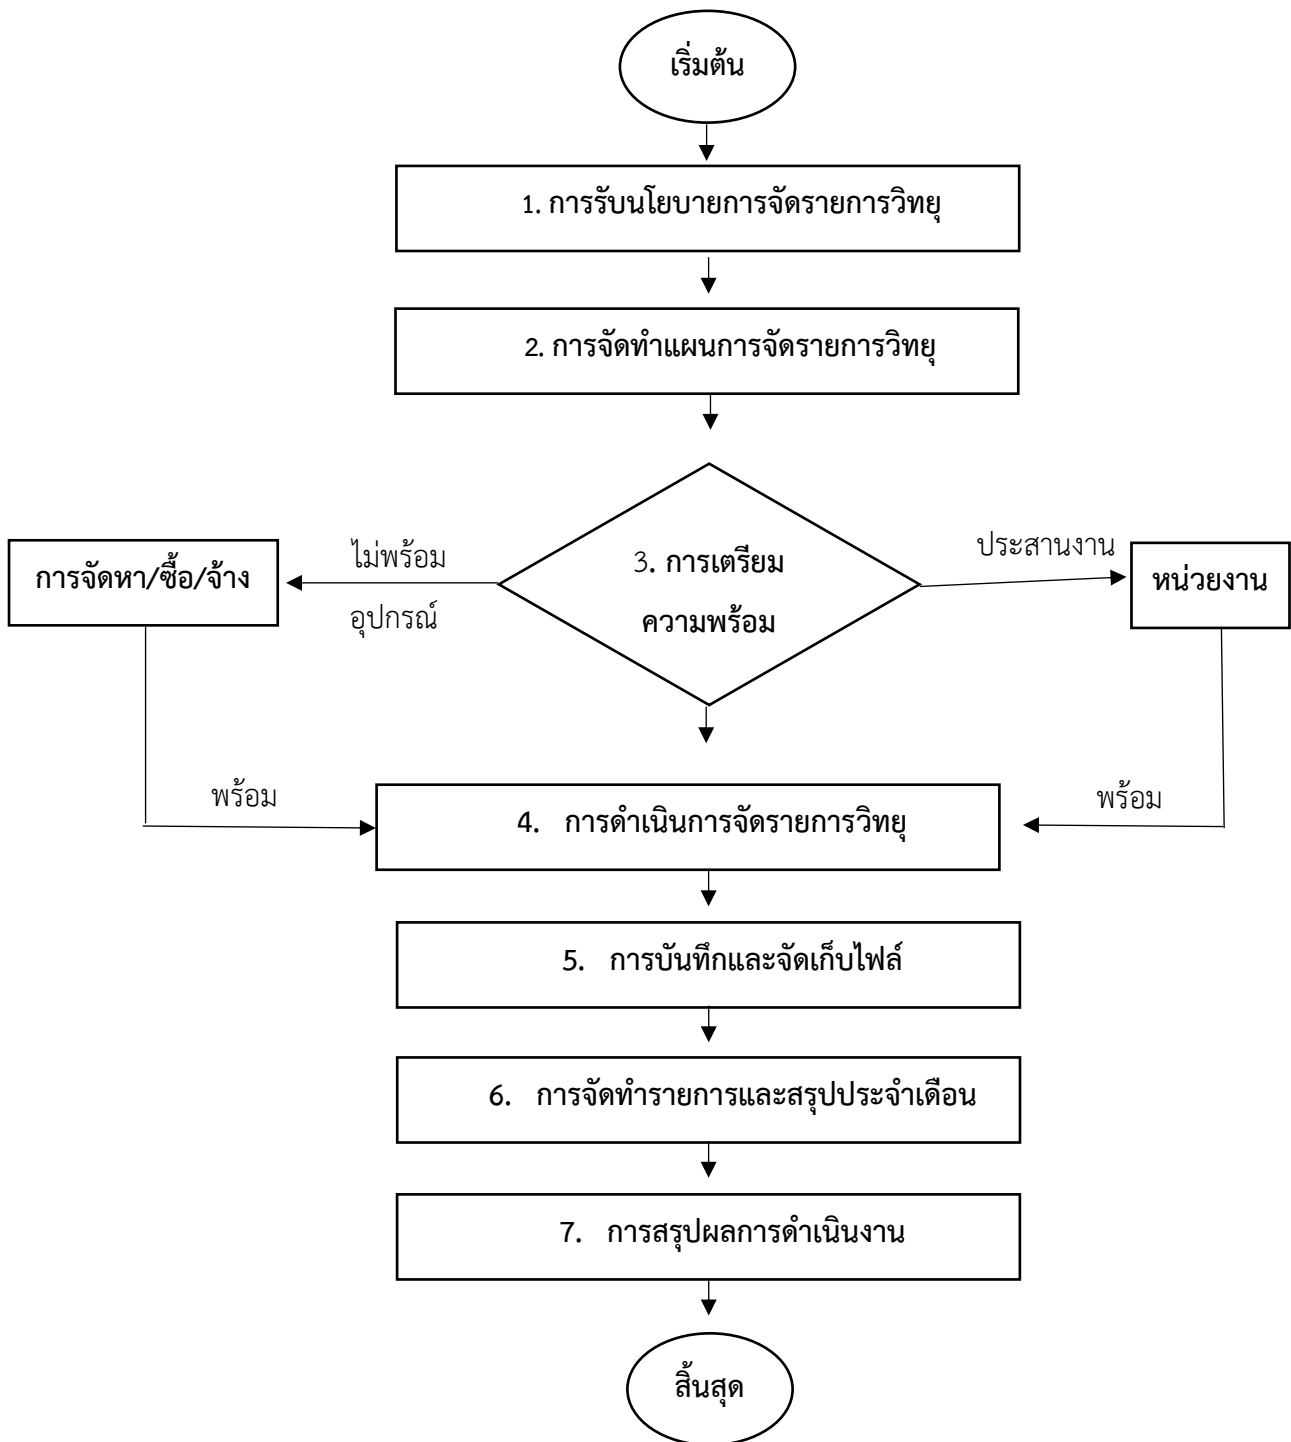 เริ่มต้น
1. การรับนโยบายการจัดรายการวิทยุ
2. การจัดทำแผนการจัดรายการวิทยุ
ไม่พร้อม
อุปกรณ์
การจัดหา/ซื้อ/จ้าง
3. การเตรียม
ความพร้อม
ประสานงาน
หน่วยงาน
พร้อม
4. การดำเนินการจัดรายการวิทยุ
พร้อม
5. การบันทึกและจัดเก็บไฟล์
6. การจัดทำรายการและสรุปประจำเดือน
7. การสรุปผลการดำเนินงาน
สิ้นสุด